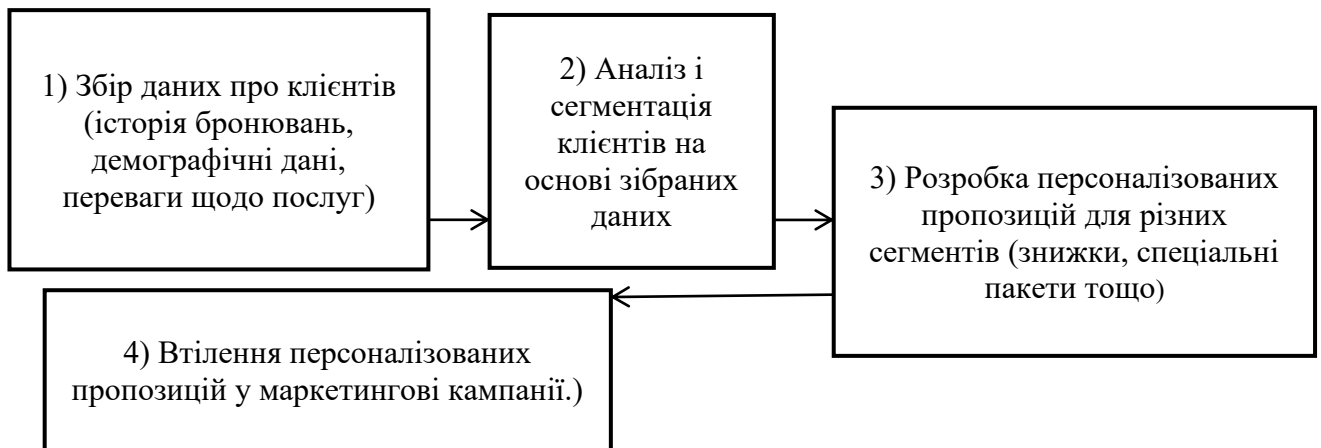 1) Збір даних про клієнтів
(історія бронювань,
демографічні дані,
переваги щодо послуг)
2) Аналіз і
сегментація
клієнтів на
основі зібраних
даних
3) Розробка персоналізованих
пропозицій для різних
сегментів (знижки, спеціальні
пакети тощо)
4) Втілення персоналізованих
пропозицій у маркетингові кампанії.)